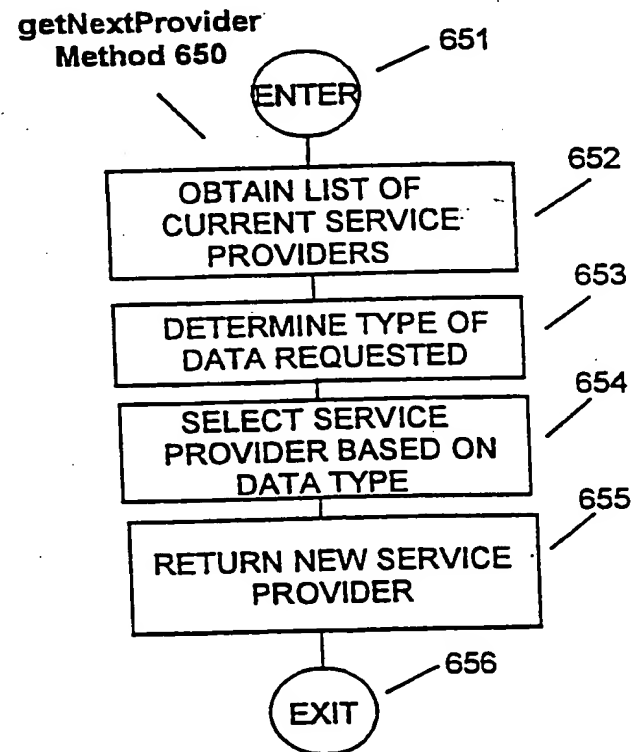 getNextProvider
Method 650
651
ENTER
652
OBTAIN LIST OF
CURRENT SERVICE
PROVIDERS
653
DETERMINE TYPE OF
DATA REQUESTED
654
SELECT SERVICE
PROVIDER BASED ON
DATA TYPE
655
RETURN NEW SERVICE
PROVIDER
656
EXIT